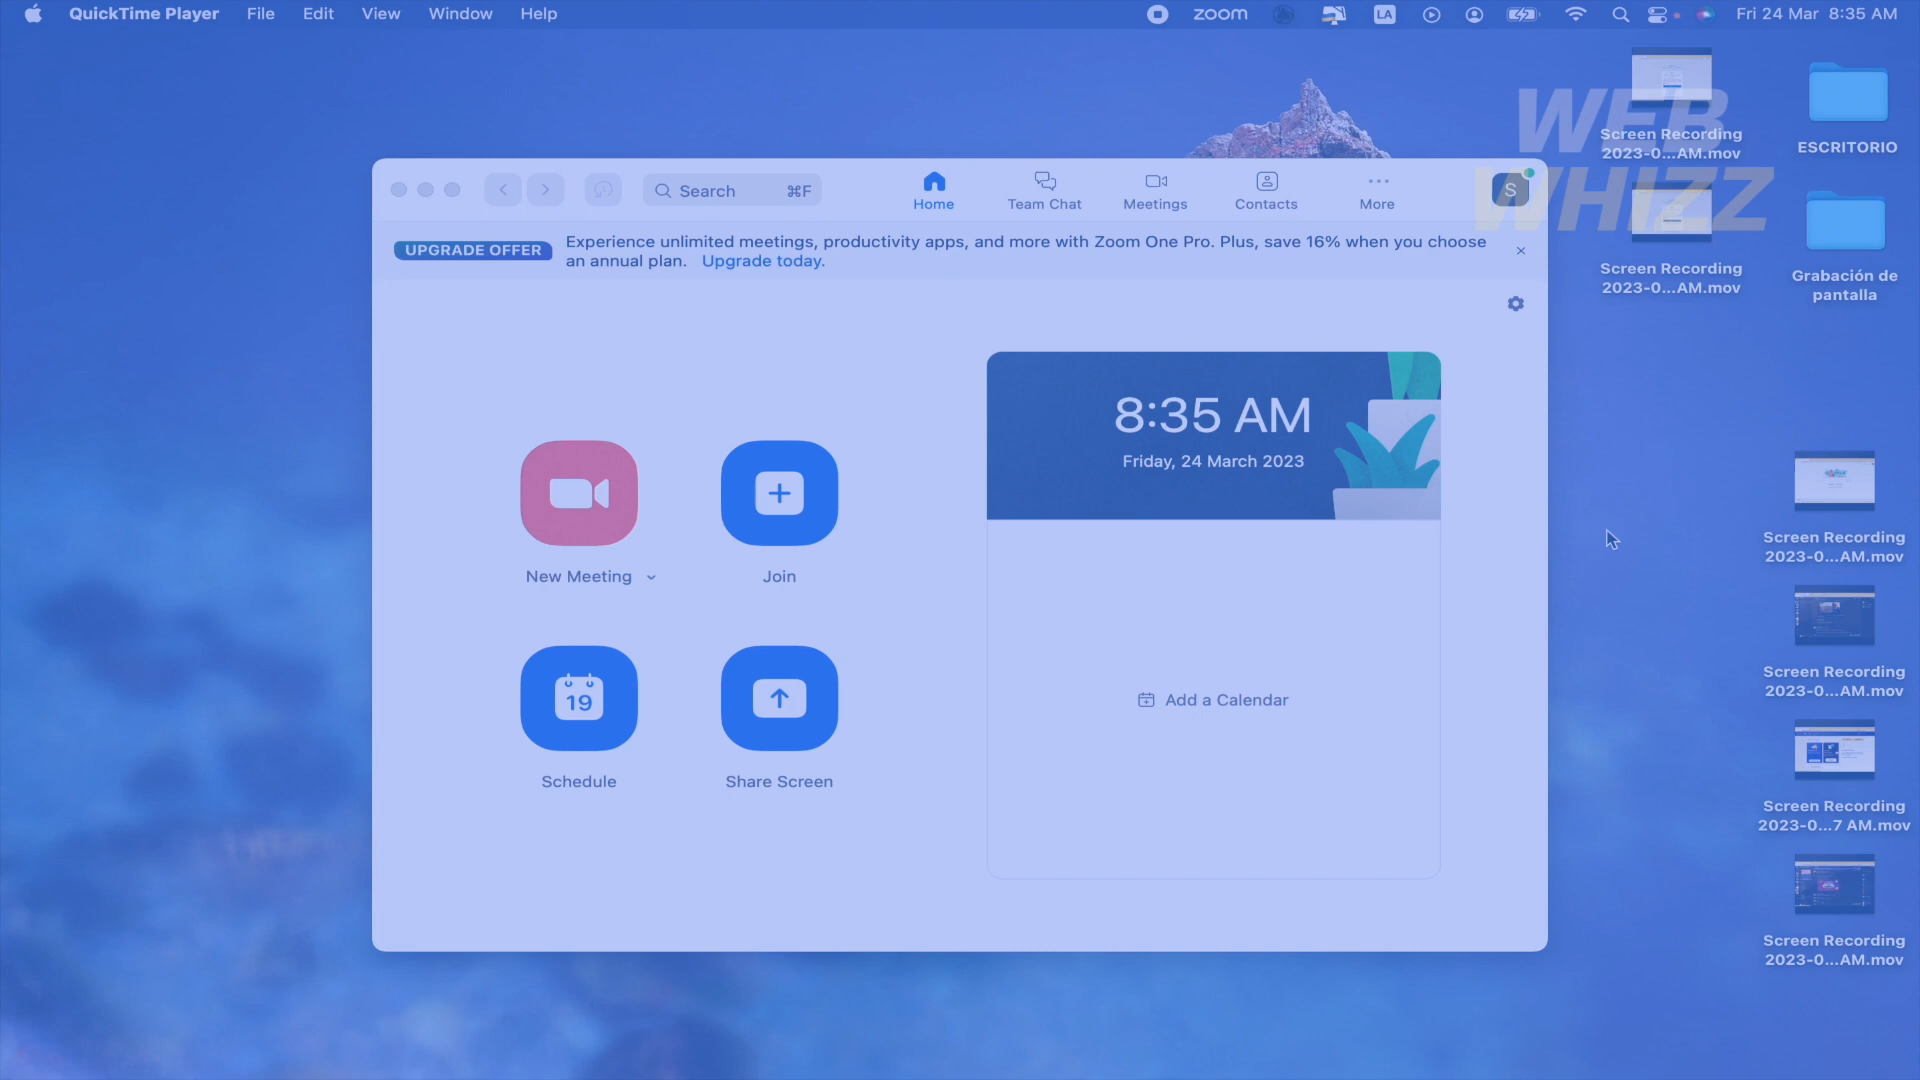 QuickTime Player File Edit View Window Help
zoom LA Fri 24 Mar 8:35 AM
WEB
WHIZZ
Screen Recording
2023-0...AM.mov
ESCRITORIO
Screen Recording
2023-0...AM.mov
Grabación de
pantalla
Search ⌘F
Home Team Chat Meetings Contacts More
S
UPGRADE OFFER
Experience unlimited meetings, productivity apps, and more with Zoom One Pro. Plus, save 16% when you choose
an annual plan. Upgrade today.
8:35 AM
Friday, 24 March 2023
New Meeting Join
19
Schedule Share Screen
Add a Calendar
Screen Recording
2023-0...AM.mov
Screen Recording
2023-0...AM.mov
Screen Recording
2023-0...7 AM.mov
Screen Recording
2023-0...AM.mov